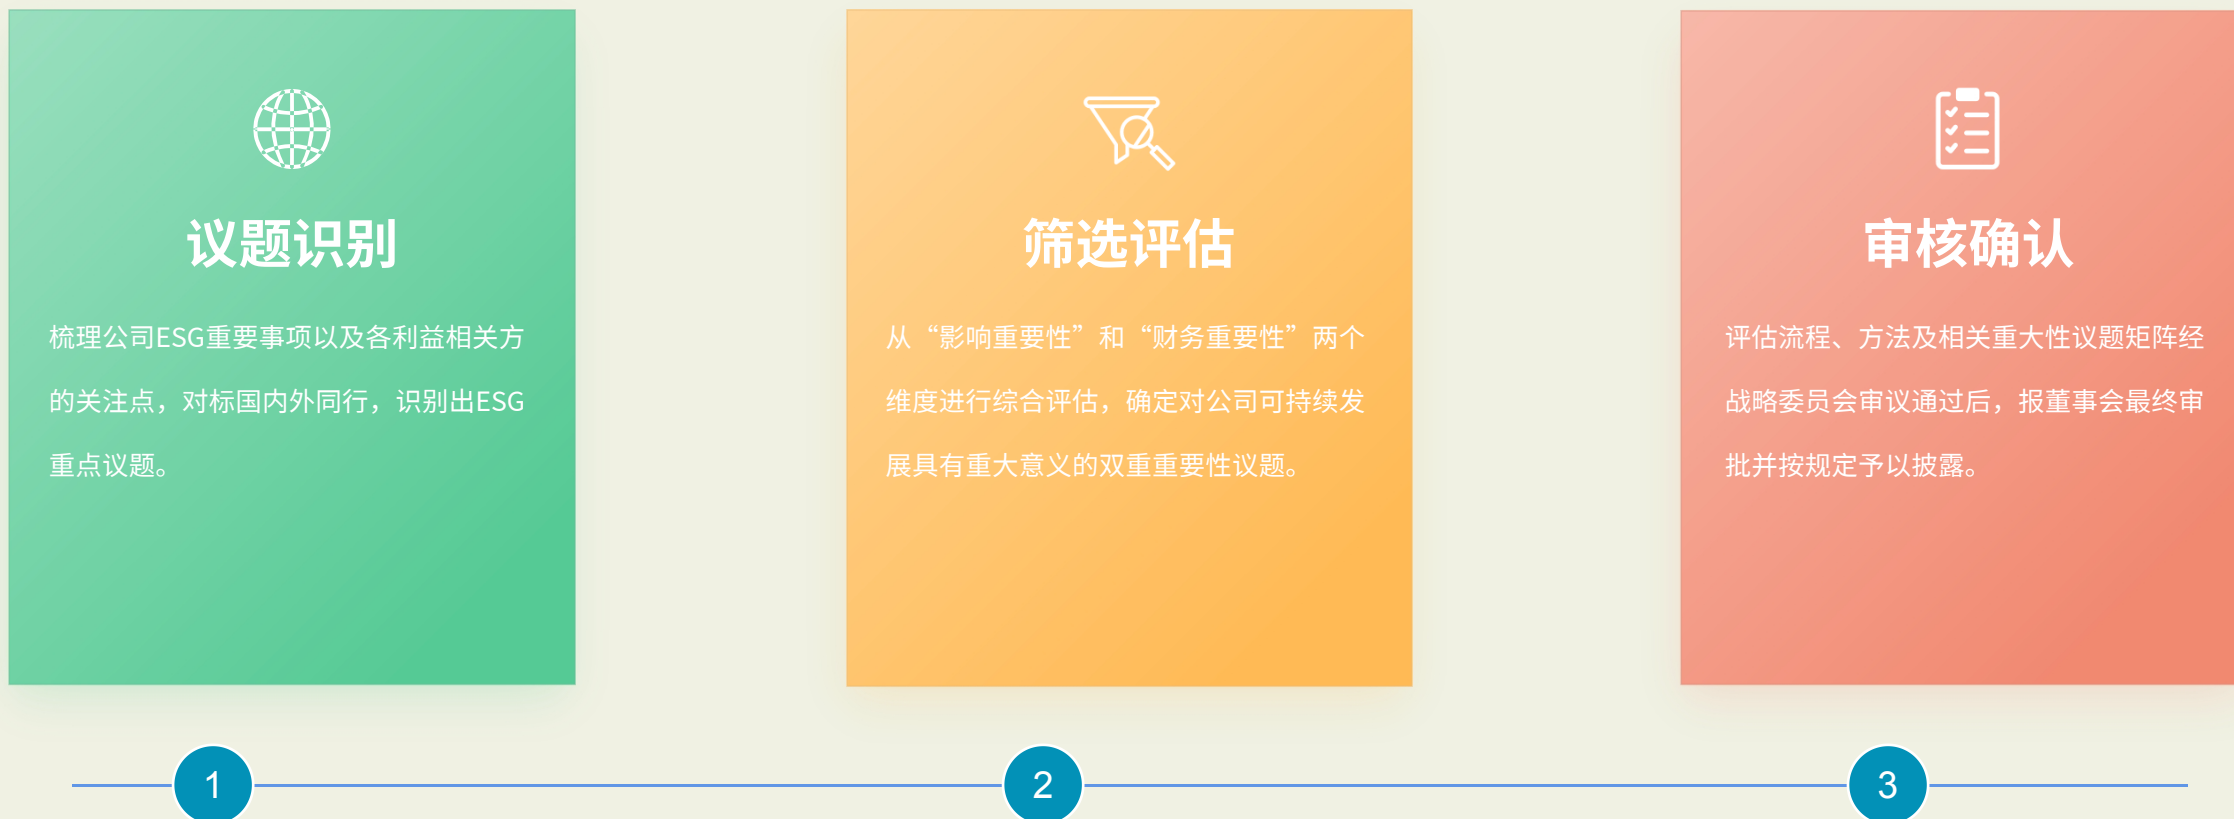 议题识别
梳理公司ESG重要事项以及各利益相关方
的关注点，对标国内外同行，识别出ESG
重点议题。
筛选评估
从“影响重要性”和“财务重要性”两个
维度进行综合评估，确定对公司可持续发
展具有重大意义的双重重要性议题。
审核确认
评估流程、方法及相关重大性议题矩阵经
战略委员会审议通过后，报董事会最终审
批并按规定予以披露。
1
2
3